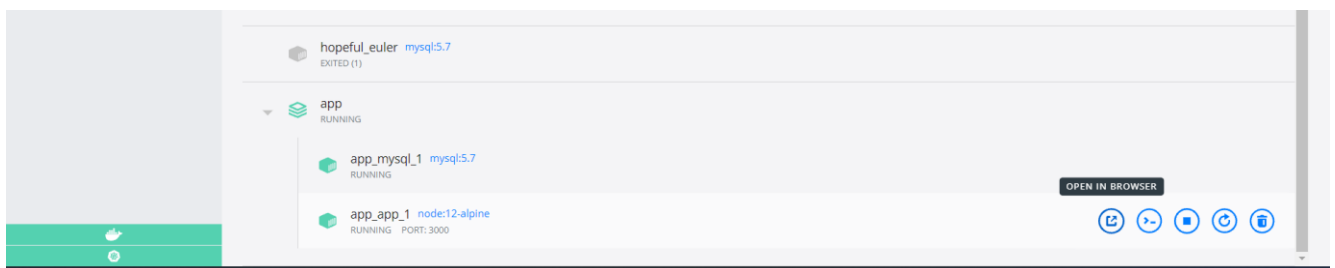 hopeful_euler mysql:5.7
EXITED (1)
app
RUNNING
app_mysql_1 mysql:5.7
RUNNING
OPEN IN BROWSER
app_app_1 node:12-alpine
RUNNING PORT: 3000